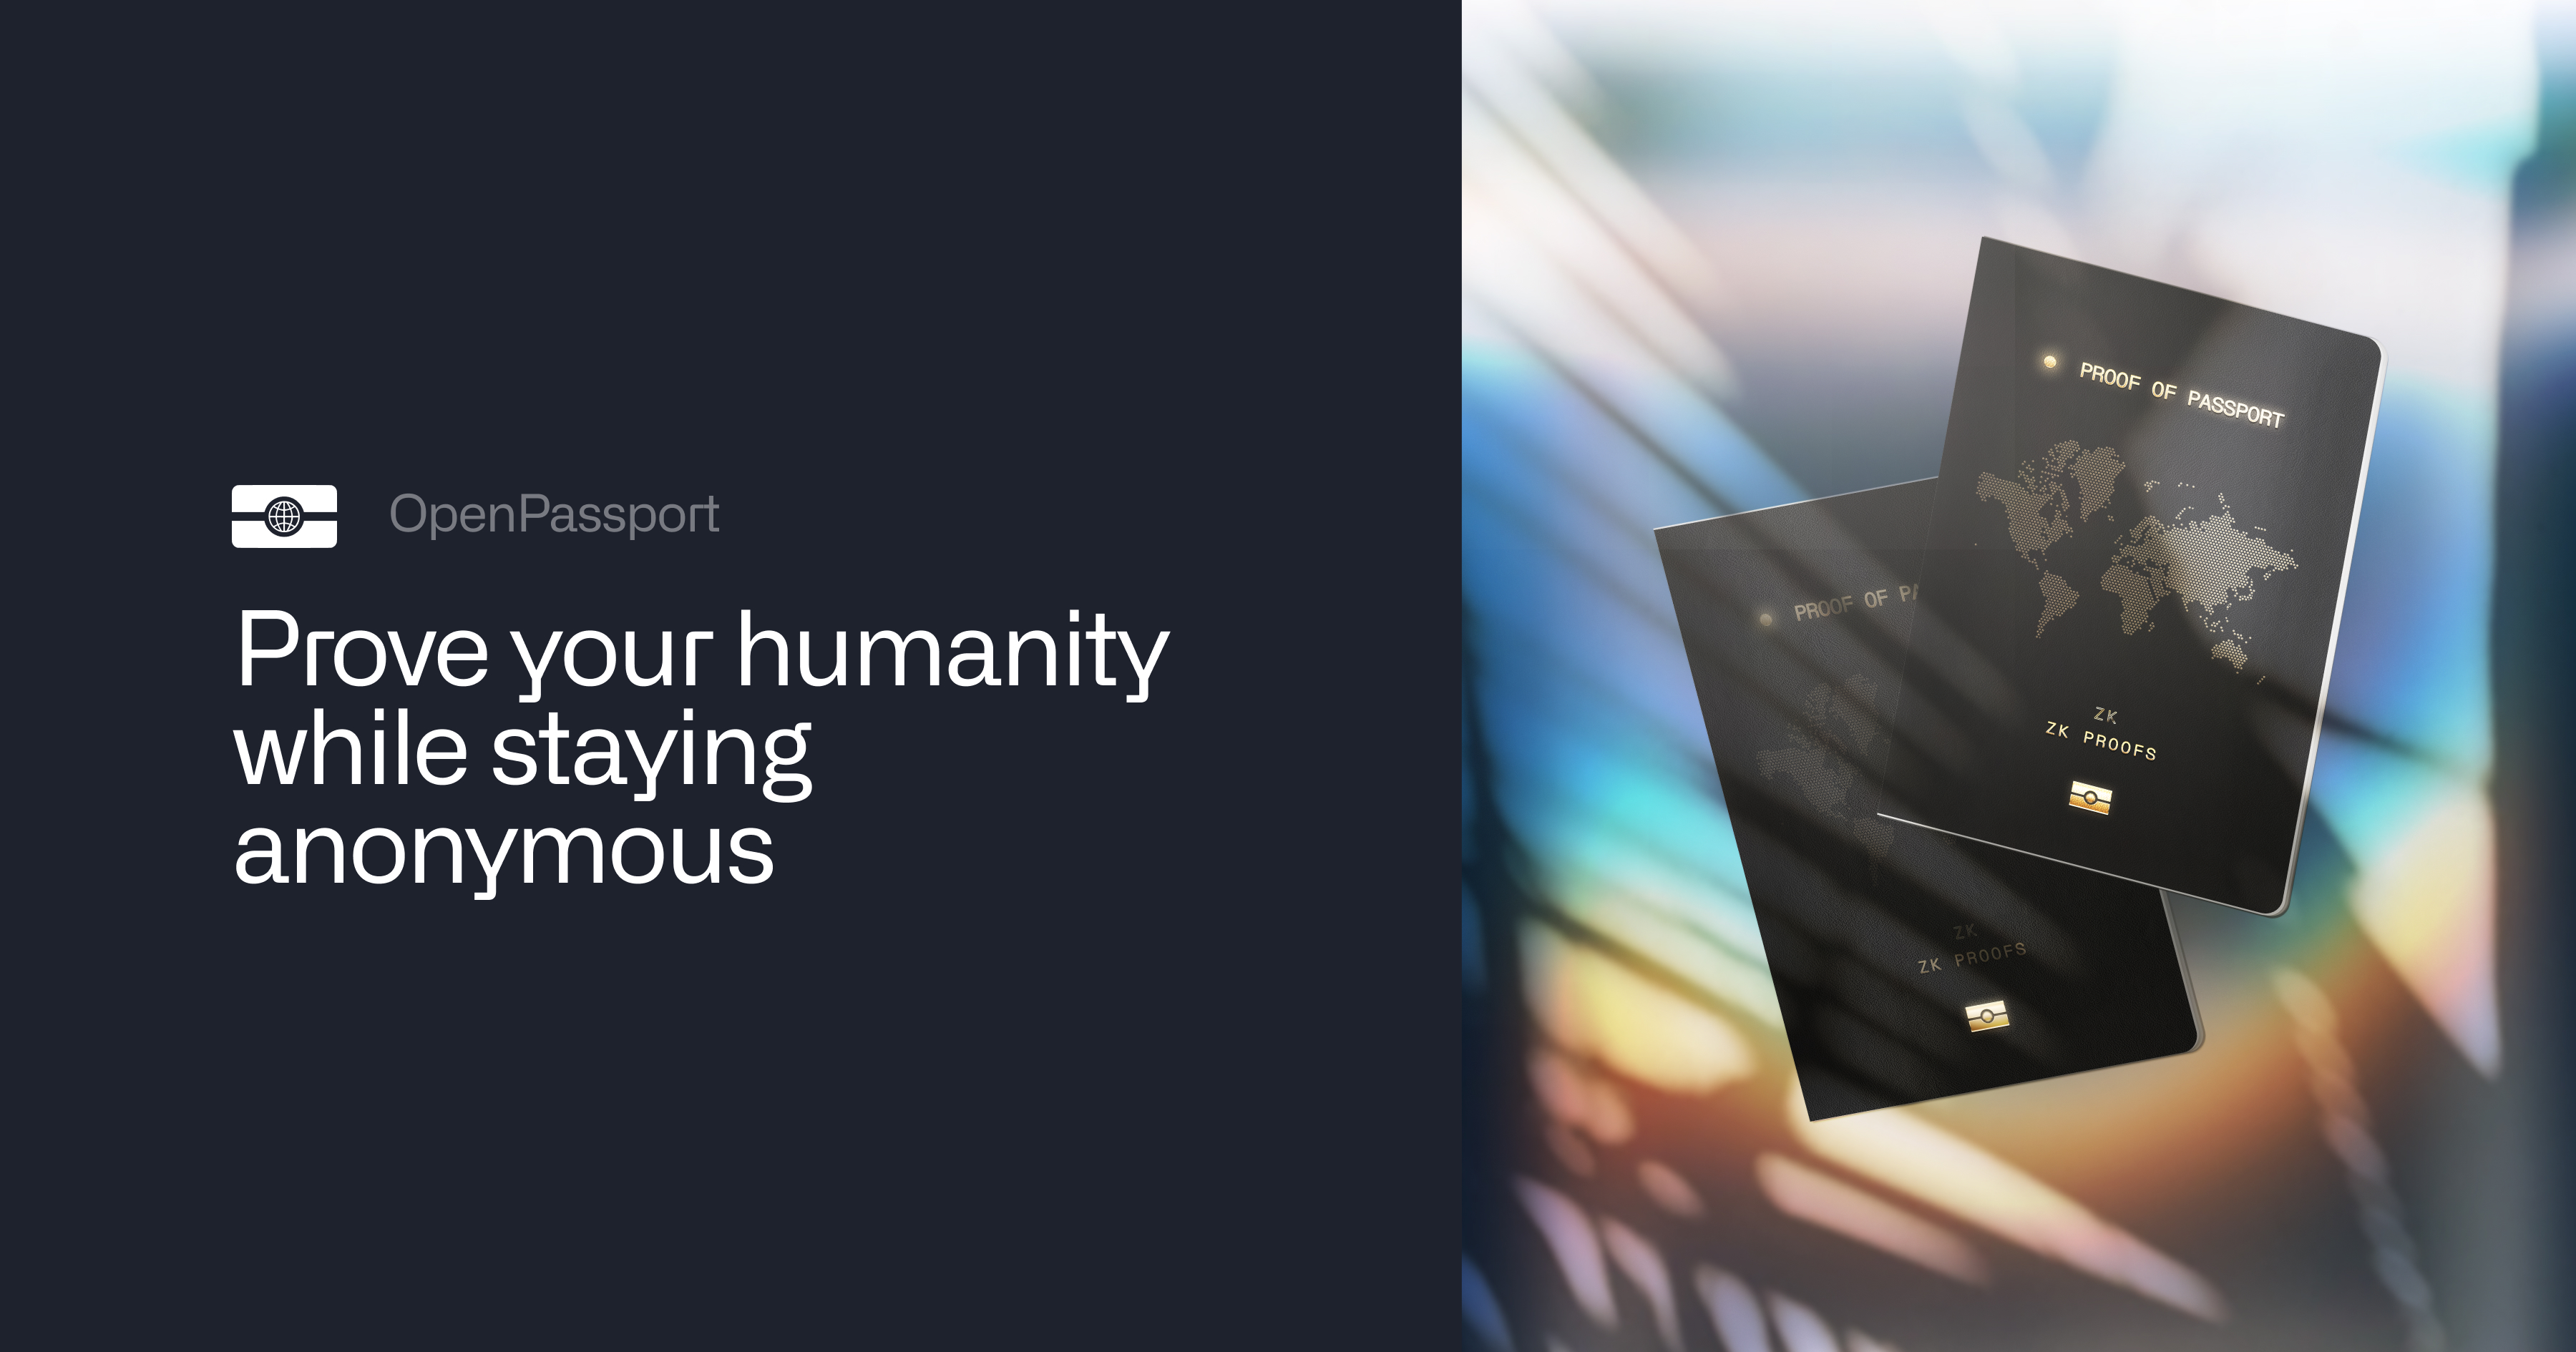 OpenPassport
Prove your humanity
while staying
anonymous
PROOF OF PASSPORT
ZK
ZK PROOFS
PROOF OF PA
ZK
ZK PROOFS